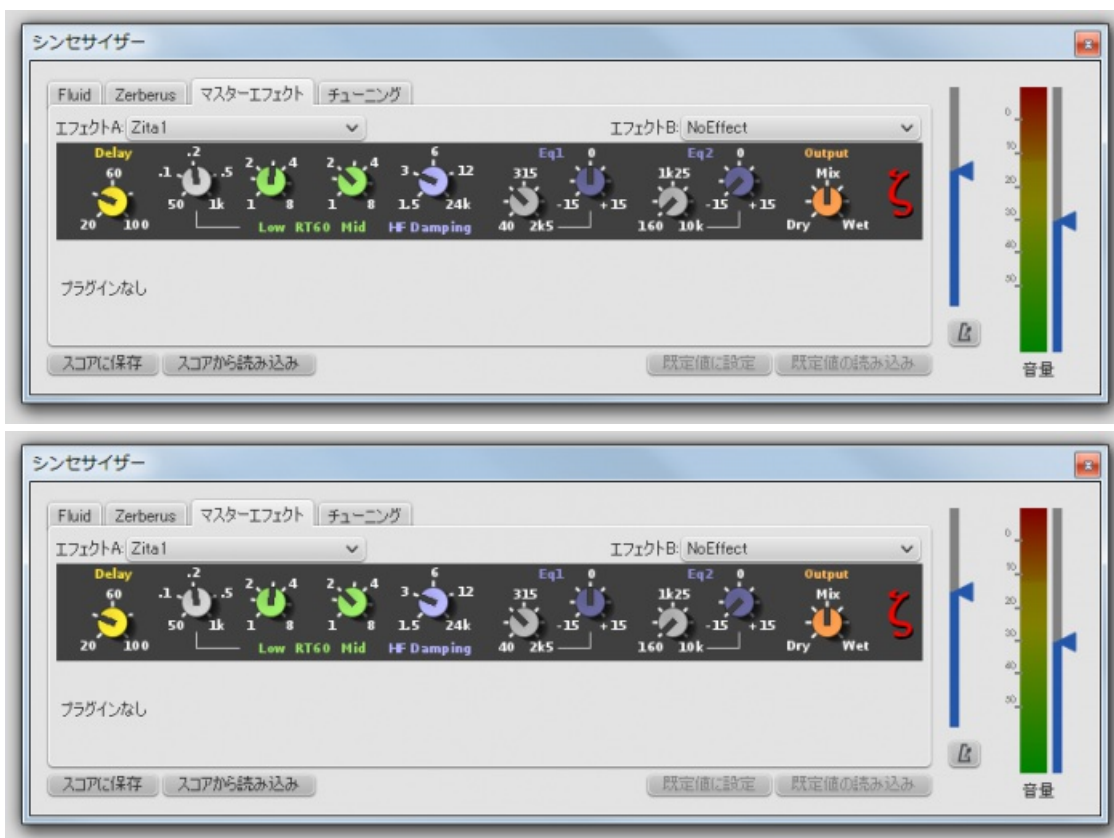 シンセサイザー
Fluid Zerberus マスターエフェクト チューニング
エフェクトA: Zita1 エフェクトB: NoEffect
Delay .2 6 Eq1 0 Eq2 0 Output
60 .1 .5 2 4 2 4 3 12 315 1k25 Mix
50 1k 1 8 1 8 1.5 24k -15 +15 -15 +15
20 100 Low RT60 Mid HF Damping 40 2k5 160 10k Dry Wet
プラグインなし
スコアに保存 スコアから読み込み 既定値に設定 既定値の読み込み
0
10
20
30
40
50
音量
シンセサイザー
Fluid Zerberus マスターエフェクト チューニング
エフェクトA: Zita1 エフェクトB: NoEffect
Delay .2 6 Eq1 0 Eq2 0 Output
60 .1 .5 2 4 2 4 3 12 315 1k25 Mix
50 1k 1 8 1 8 1.5 24k -15 +15 -15 +15
20 100 Low RT60 Mid HF Damping 40 2k5 160 10k Dry Wet
プラグインなし
スコアに保存 スコアから読み込み 既定値に設定 既定値の読み込み
0
10
20
30
40
50
音量